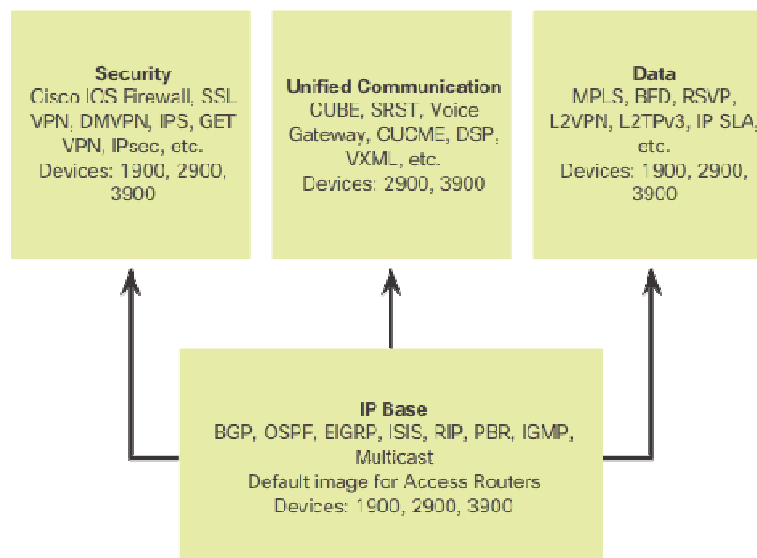 Security
Cisco IOS Firewall, SSL
VPN, DMVPN, IPS, GET
VPN, IPsec, etc.
Devices: 1900, 2900,
3900
Unified Communication
CUBE, SRST, Voice
Gateway, CUCME, DSP,
VXML, etc.
Devices: 2900, 3900
Data
MPLS, BFD, RSVP,
L2VPN, L2TPv3, IP SLA,
etc.
Devices: 1900, 2900,
3900
IP Base
BGP, OSPF, EIGRP, ISIS, RIP, PBR, IGMP,
Multicast
Default image for Access Routers
Devices: 1900, 2900, 3900